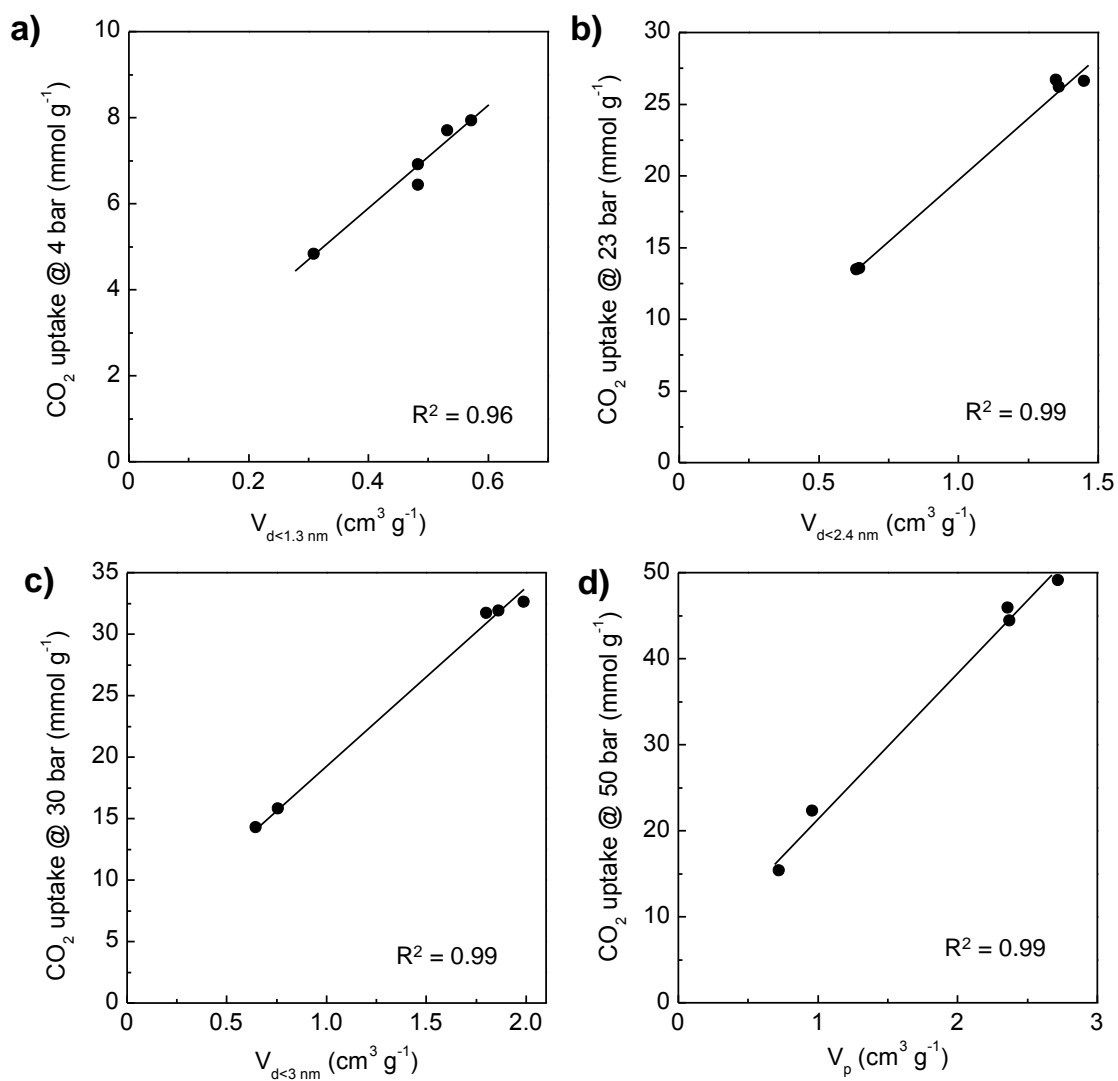 a)
CO₂ uptake @ 4 bar (mmol g⁻¹)
10
8
6
4
2
0
0
0.2
0.4
0.6
R² = 0.96
V d<1.3 nm (cm³ g⁻¹)
b)
CO₂ uptake @ 23 bar (mmol g⁻¹)
30
25
20
15
10
5
0
0
0.5
1.0
1.5
R² = 0.99
V d<2.4 nm (cm³ g⁻¹)
c)
CO₂ uptake @ 30 bar (mmol g⁻¹)
35
30
25
20
15
10
5
0
0
0.5
1.0
1.5
2.0
R² = 0.99
V d<3 nm (cm³ g⁻¹)
d)
CO₂ uptake @ 50 bar (mmol g⁻¹)
50
40
30
20
10
0
0
1
2
3
R² = 0.99
V p (cm³ g⁻¹)